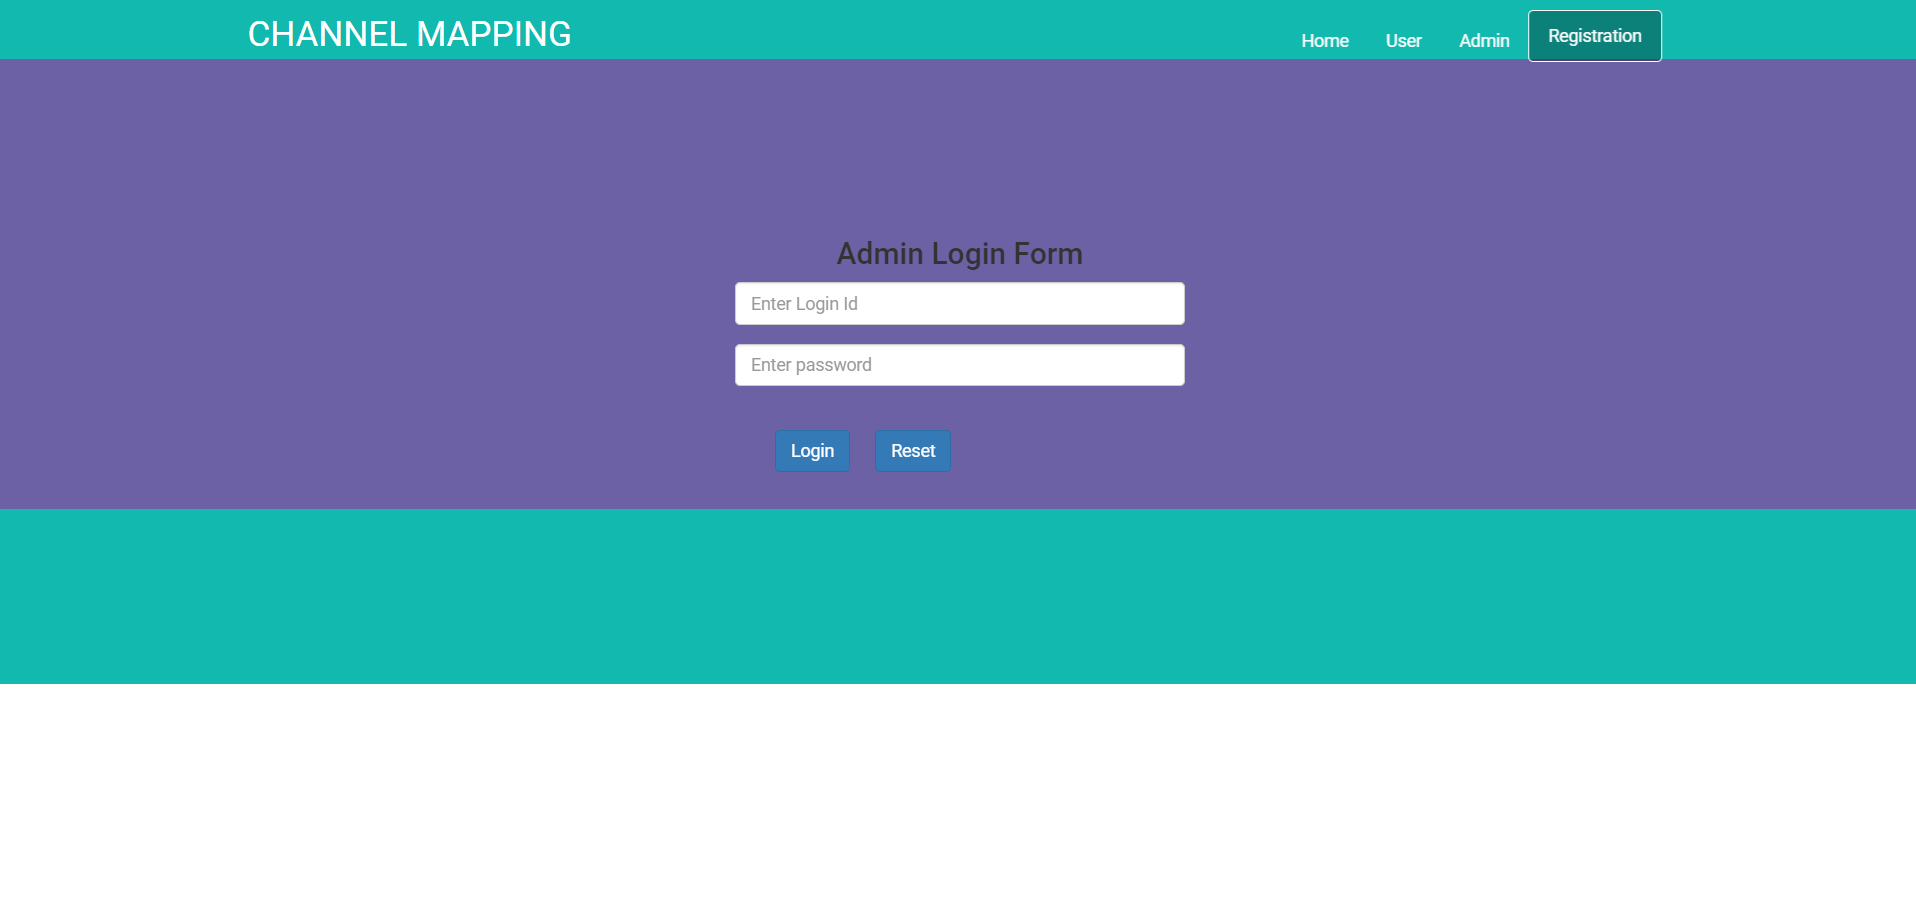 CHANNEL MAPPING
Home User Admin Registration
Admin Login Form
Enter Login Id
Enter password
Login Reset